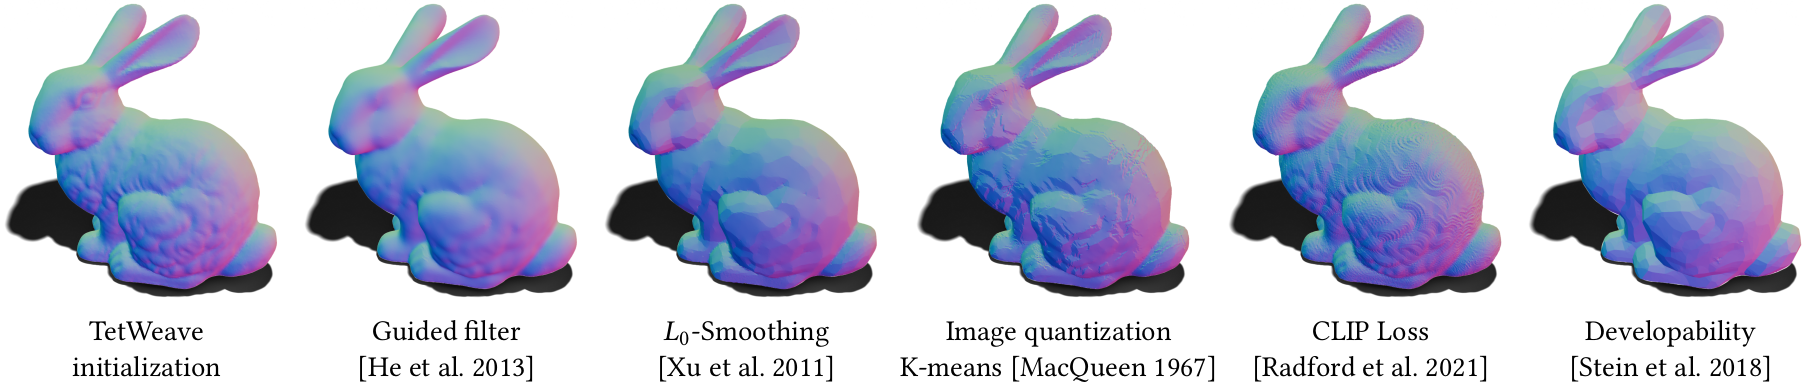 TetWeave
initialization
Guided filter
[He et al. 2013]
L₀-Smoothing
[Xu et al. 2011]
Image quantization
K-means [MacQueen 1967]
CLIP Loss
[Radford et al. 2021]
Developability
[Stein et al. 2018]